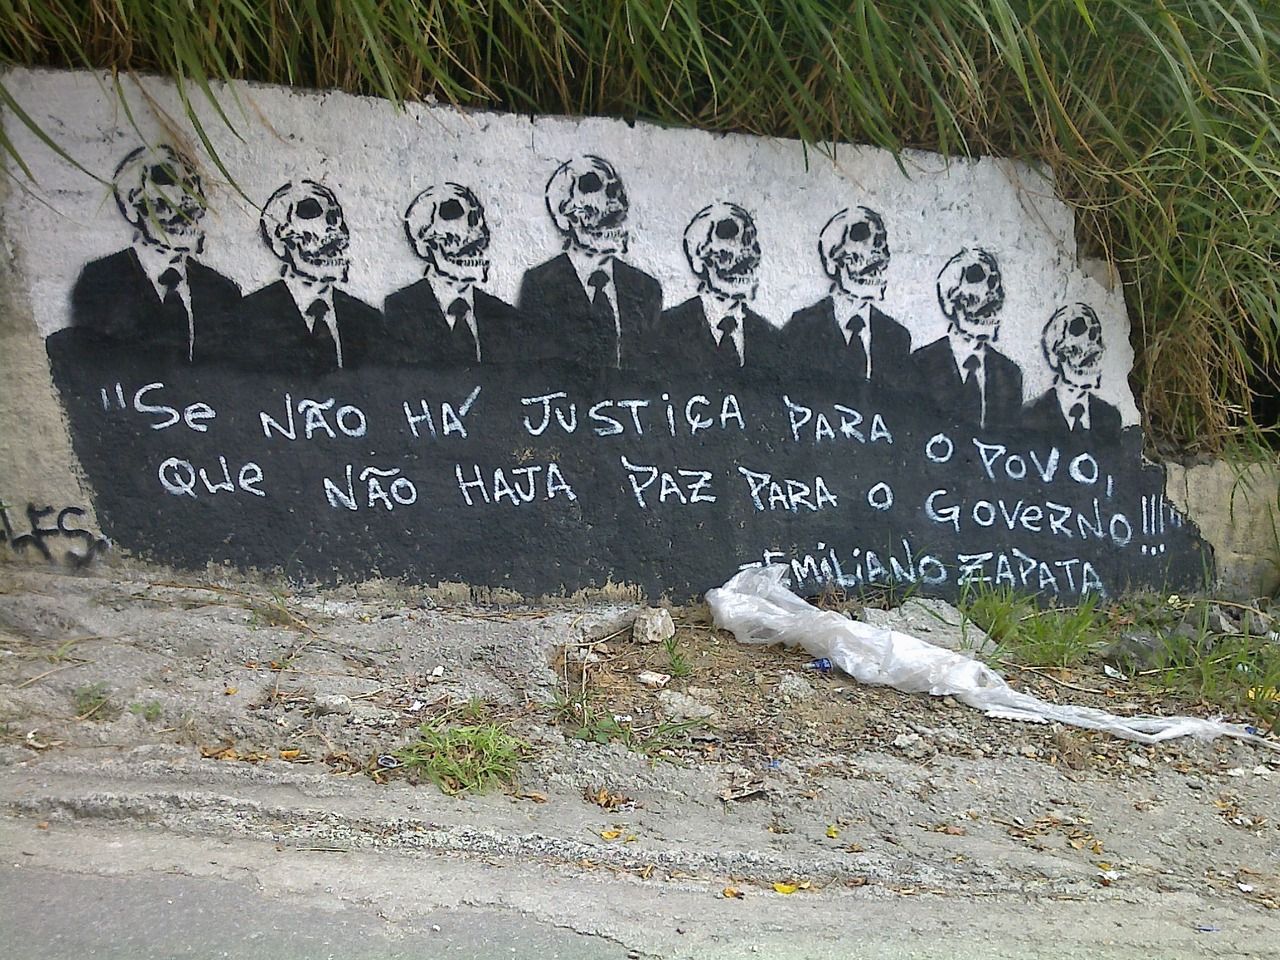 "Se NÃO HÁ JUSTiÇA PARA O POVO,
QUe NÃO HAJA PAZ PARA O GOVeRNO!!!"
-EMiLiANO ZAPATA
LFS